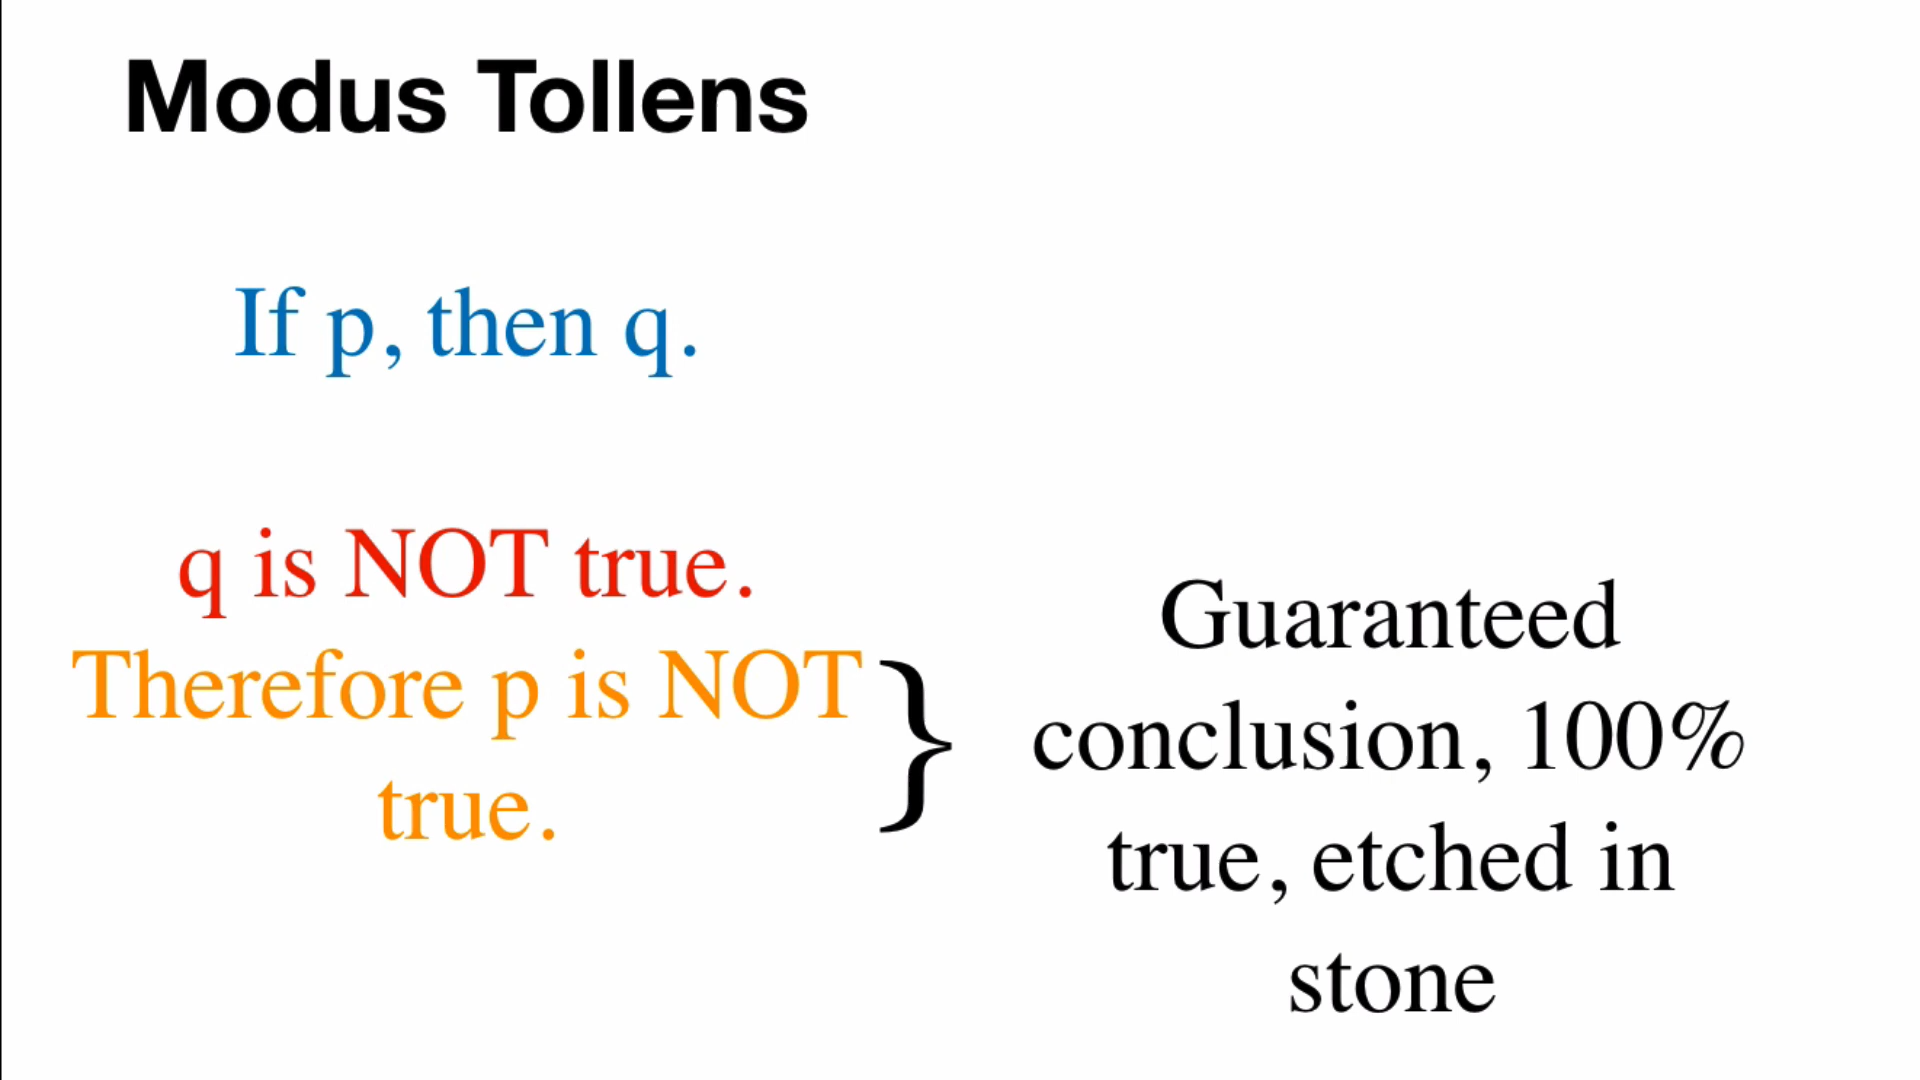 Modus Tollens
If p, then q.
q is NOT true.
Therefore p is NOT
true.
}
Guaranteed
conclusion, 100%
true, etched in
stone